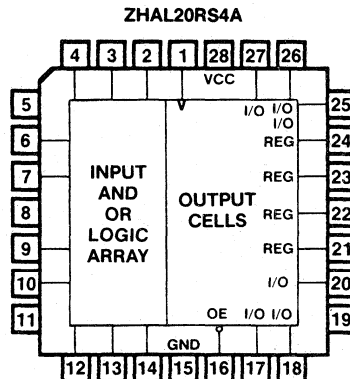 ZHAL20RS4A
4 3 2 1 28 27 26
VCC
5 I/O I/O 25
I/O
6 REG 24
7 INPUT REG 23
AND
OR OUTPUT
8 LOGIC CELLS REG 22
9 ARRAY REG 21
10 I/O 20
11 OE I/O I/O 19
GND
12 13 14 15 16 17 18